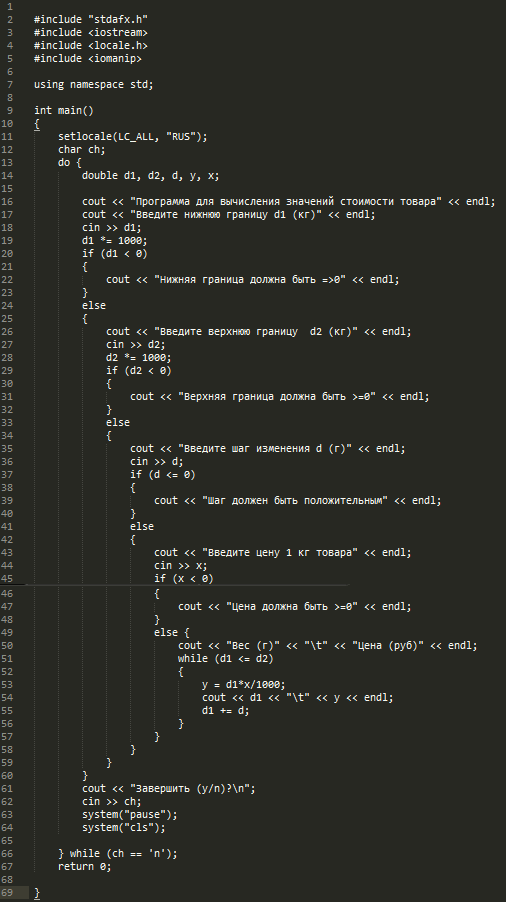 1
2 #include "stdafx.h"
3 #include <iostream>
4 #include <locale.h>
5 #include <iomanip>
6
7 using namespace std;
8
9 int main()
10 {
11 setlocale(LC_ALL, "RUS");
12 char ch;
13 do {
14 double d1, d2, d, y, x;
15
16 cout << "Программа для вычисления значений стоимости товара" << endl;
17 cout << "Введите нижнюю границу d1 (кг)" << endl;
18 cin >> d1;
19 d1 *= 1000;
20 if (d1 < 0)
21 {
22 cout << "Нижняя граница должна быть =>0" << endl;
23 }
24 else
25 {
26 cout << "Введите верхнюю границу  d2 (кг)" << endl;
27 cin >> d2;
28 d2 *= 1000;
29 if (d2 < 0)
30 {
31 cout << "Верхняя граница должна быть >=0" << endl;
32 }
33 else
34 {
35 cout << "Введите шаг изменения d (г)" << endl;
36 cin >> d;
37 if (d <= 0)
38 {
39 cout << "Шаг должен быть положительным" << endl;
40 }
41 else
42 {
43 cout << "Введите цену 1 кг товара" << endl;
44 cin >> x;
45 if (x < 0)
46 {
47 cout << "Цена должна быть >=0" << endl;
48 }
49 else {
50 cout << "Вес (г)" << "\t" << "Цена (руб)" << endl;
51 while (d1 <= d2)
52 {
53 y = d1*x/1000;
54 cout << d1 << "\t" << y << endl;
55 d1 += d;
56 }
57 }
58 }
59 }
60 }
61 cout << "Завершить (y/n)?\n";
62 cin >> ch;
63 system("pause");
64 system("cls");
65
66 } while (ch == 'n');
67 return 0;
68
69 }